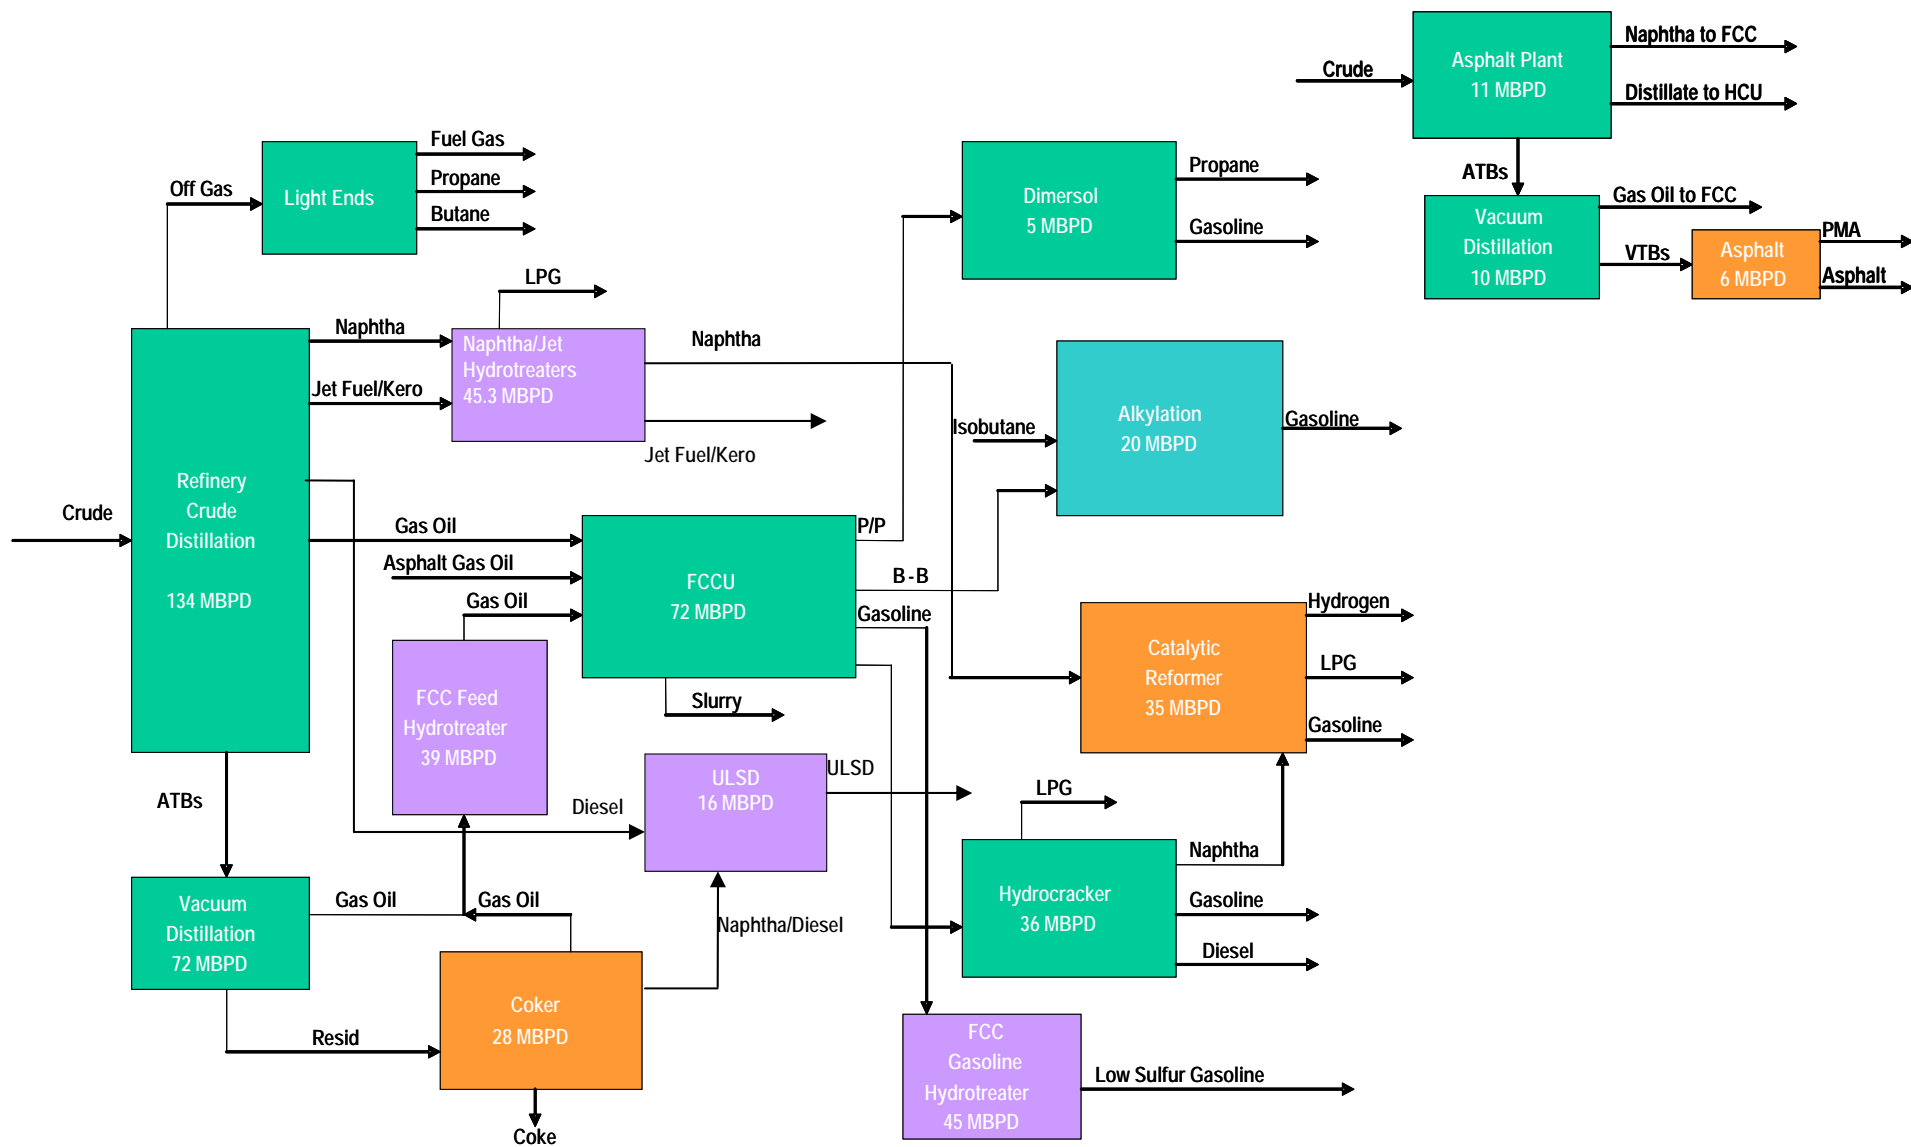 Naphtha to FCC
Crude
Asphalt Plant
11 MBPD
Distillate to HCU
ATBs
Gas Oil to FCC
Vacuum
Distillation
10 MBPD
VTBs
Asphalt
6 MBPD
PMA
Asphalt
Off Gas
Light Ends
Fuel Gas
Propane
Butane
Dimersol
5 MBPD
Propane
Gasoline
LPG
Naphtha
Jet Fuel/Kero
Naphtha/Jet
Hydrotreaters
45.3 MBPD
Naphtha
Jet Fuel/Kero
Isobutane
Alkylation
20 MBPD
Gasoline
Crude
Refinery
Crude
Distillation
134 MBPD
Gas Oil
Asphalt Gas Oil
Gas Oil
FCCU
72 MBPD
P/P
B - B
Gasoline
Slurry
FCC Feed
Hydrotreater
39 MBPD
Catalytic
Reformer
35 MBPD
Hydrogen
LPG
Gasoline
ULSD
16 MBPD
ULSD
Diesel
ATBs
LPG
Naphtha
Hydrocracker
36 MBPD
Gasoline
Diesel
Vacuum
Distillation
72 MBPD
Gas Oil
Gas Oil
Naphtha/Diesel
Resid
Coker
28 MBPD
Coke
FCC
Gasoline
Hydrotreater
45 MBPD
Low Sulfur Gasoline